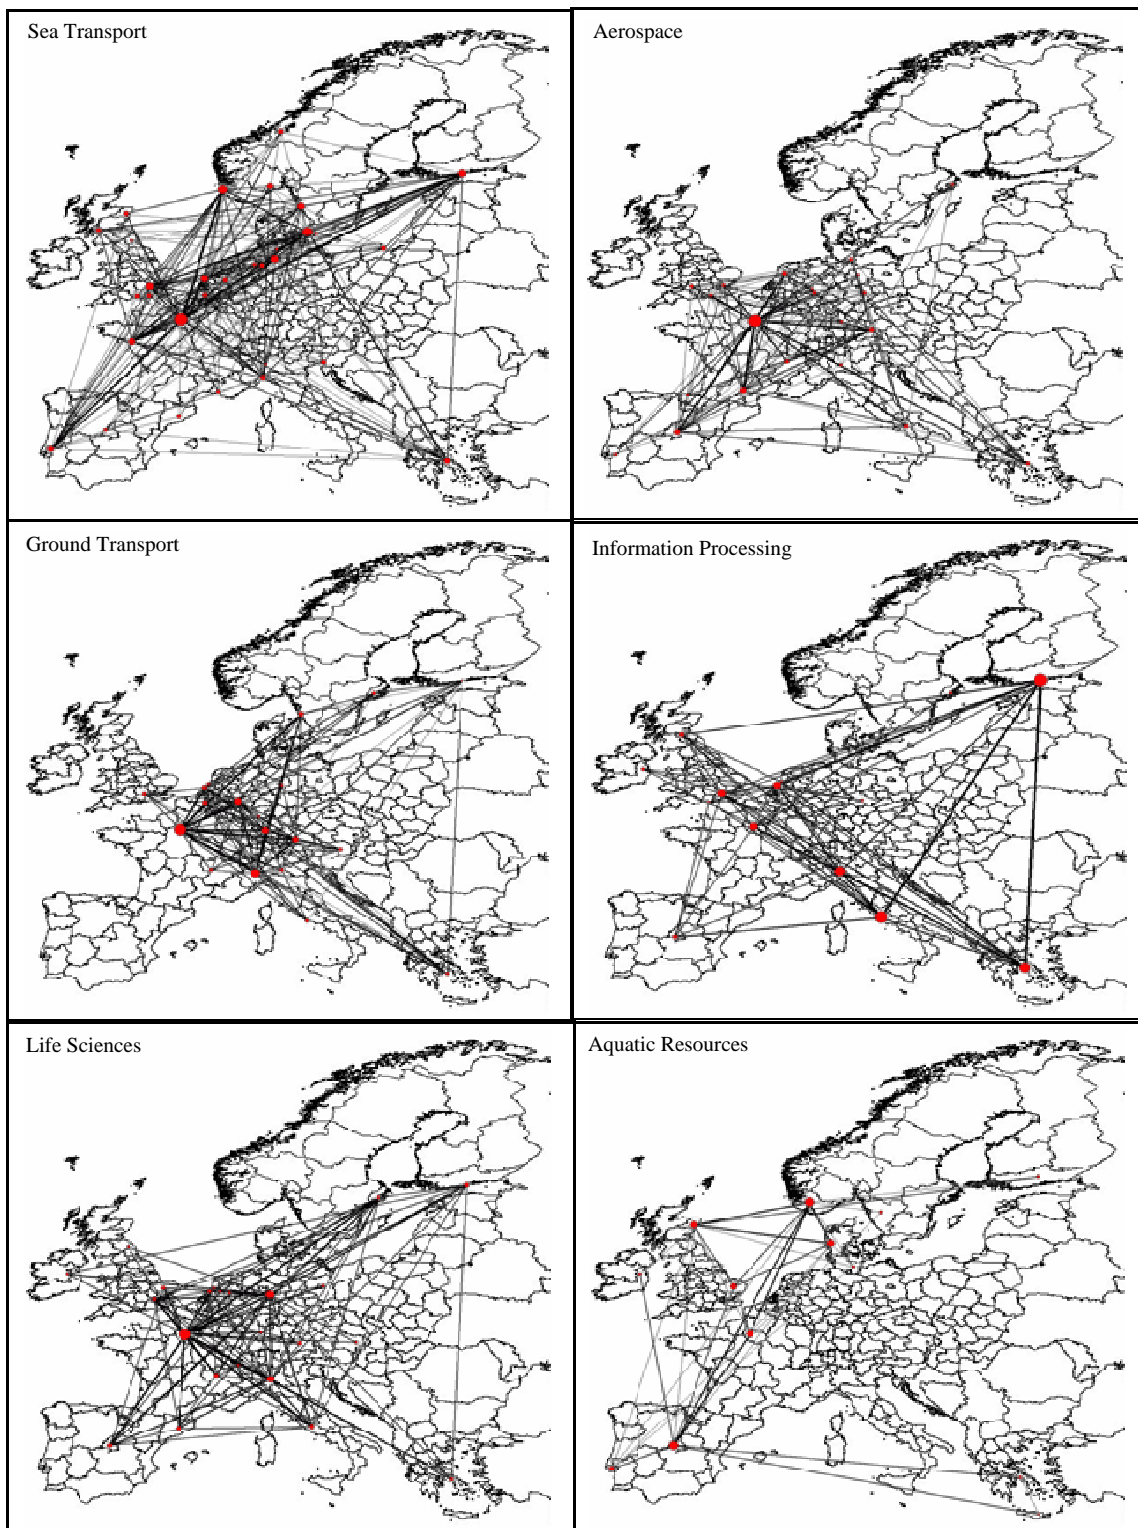 Sea Transport
Aerospace
Ground Transport
Information Processing
Life Sciences
Aquatic Resources